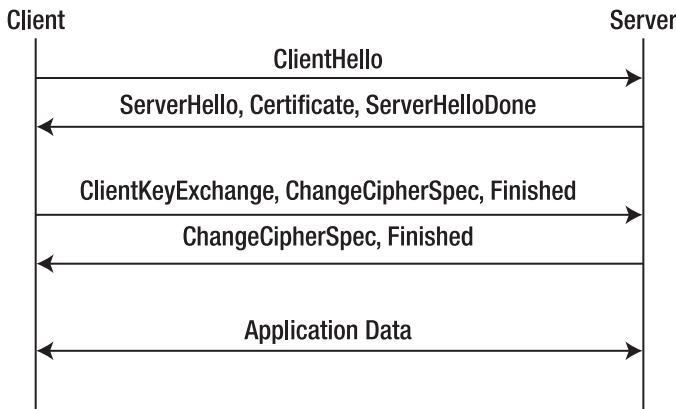 Client
Server
ClientHello
ServerHello, Certificate, ServerHelloDone
ClientKeyExchange, ChangeCipherSpec, Finished
ChangeCipherSpec, Finished
Application Data